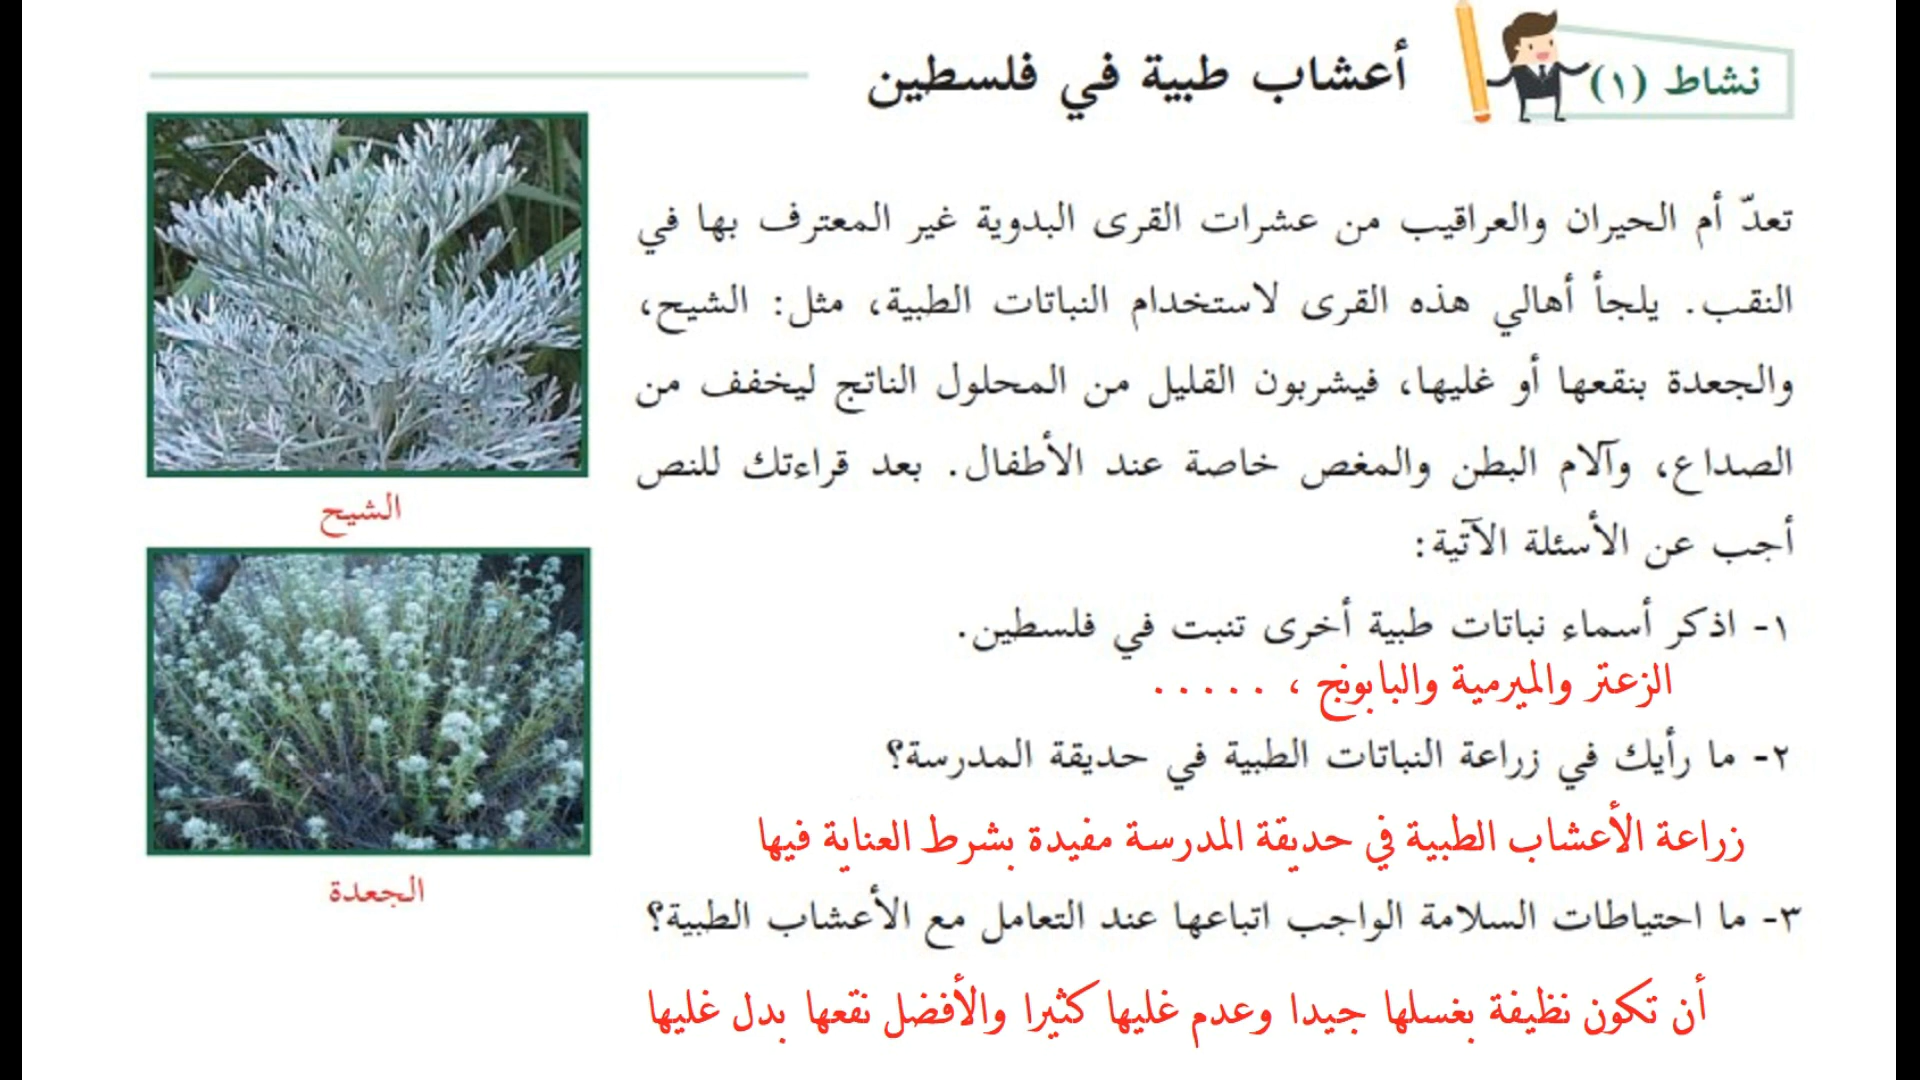 نشاط (١)
أعشاب طبية في فلسطين
تعدّ أم الحيران والعراقيب من عشرات القرى البدوية غير المعترف بها في
النقب. يلجأ أهالي هذه القرى لاستخدام النباتات الطبية، مثل: الشيح،
والجعدة بنقعها أو غليها، فيشربون القليل من المحلول الناتج ليخفف من
الصداع، وآلام البطن والمغص خاصة عند الأطفال. بعد قراءتك للنص
أجب عن الأسئلة الآتية:
١- اذكر أسماء نباتات طبية أخرى تنبت في فلسطين.
الزعتر والميرمية والبابونج ، . . . . .
٢- ما رأيك في زراعة النباتات الطبية في حديقة المدرسة؟
زراعة الأعشاب الطبية في حديقة المدرسة مفيدة بشرط العناية فيها
٣- ما احتياطات السلامة الواجب اتباعها عند التعامل مع الأعشاب الطبية؟
أن تكون نظيفة بغسلها جيدا وعدم غليها كثيرا والأفضل نقعها بدل غليها
الشيح
الجعدة